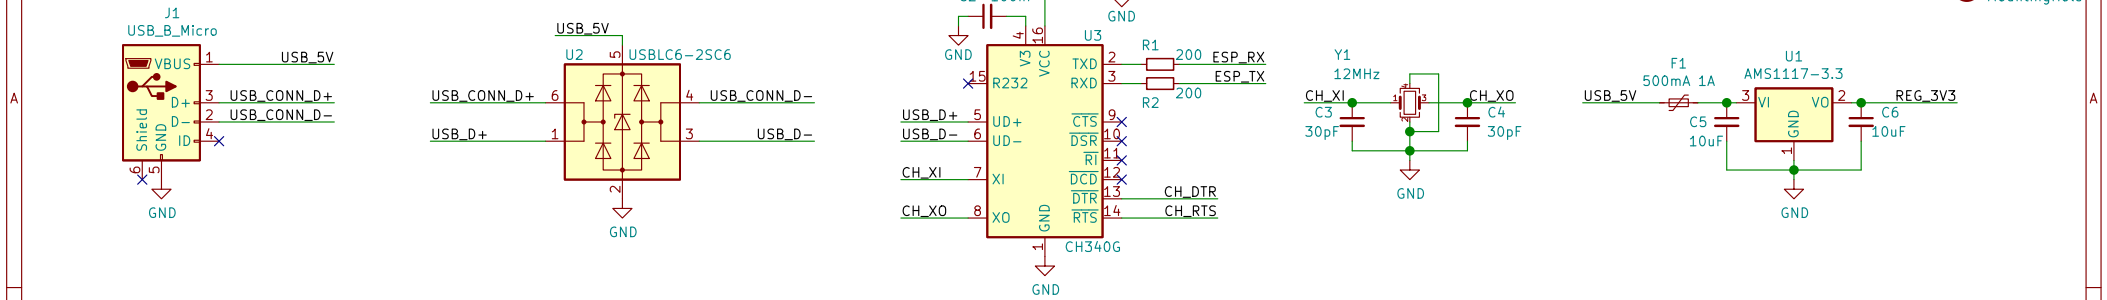 J1
USB_B_Micro
VBUS
1
USB_5V
D+
3
USB_CONN_D+
D-
2
USB_CONN_D-
ID
4
Shield
GND
6
5
GND
USB_5V
U2
USBLC6-2SC6
5
USB_CONN_D+
6
4
USB_CONN_D-
USB_D+
1
3
USB_D-
2
GND
GND
GND
4
16
U3
V3
VCC
15
R232
TXD
2
R1
200
ESP_RX
RXD
3
R2
200
ESP_TX
USB_D+
5
UD+
USB_D-
6
UD-
CH_XI
7
XI
CH_XO
8
XO
CTS
9
DSR
10
RI
11
DCD
12
DTR
13
CH_DTR
RTS
14
CH_RTS
GND
1
CH340G
GND
Y1
12MHz
CH_XI
1
3
CH_XO
C3
30pF
C4
30pF
GND
F1
500mA 1A
USB_5V
U1
AMS1117-3.3
3
VI
VO
2
REG_3V3
GND
1
C5
10uF
C6
10uF
GND
A
A